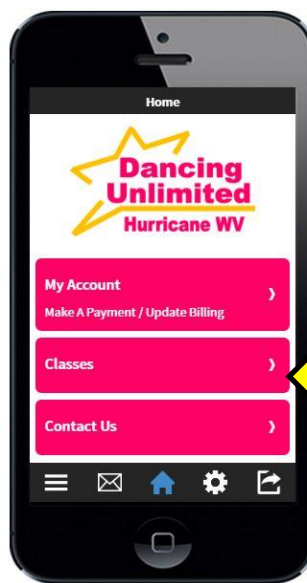 Home
Dancing
Unlimited
Hurricane WV
My Account
Make A Payment / Update Billing
Classes
Contact Us